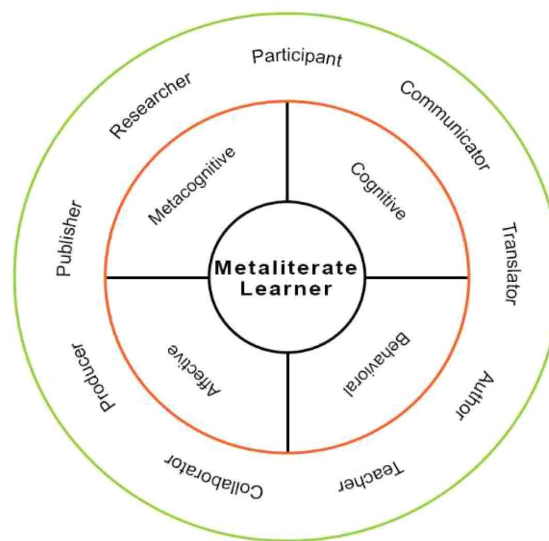 Participant
Communicator
Translator
Author
Teacher
Collaborator
Producer
Publisher
Researcher
Metacognitive
Cognitive
Behavioral
Affective
Metaliterate
Learner